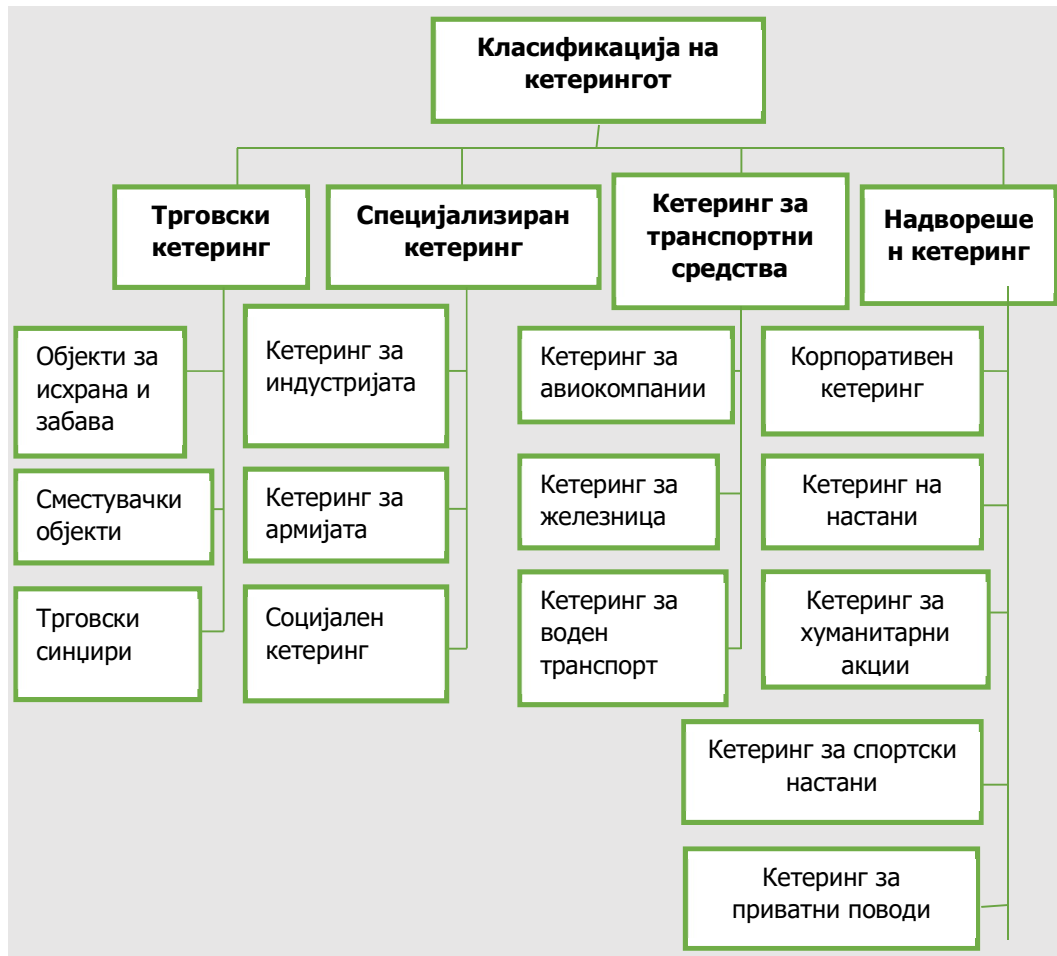 Класификација на
кетерингот
Трговски
кетеринг
Специјализиран
кетеринг
Кетеринг за
транспортни
средства
Надвореше
н кетеринг
Објекти за
исхрана и
забава
Сместувачки
објекти
Трговски
синџири
Кетеринг за
индустријата
Кетеринг за
армијата
Социјален
кетеринг
Кетеринг за
авиокомпании
Кетеринг за
железница
Кетеринг за
воден
транспорт
Корпоративен
кетеринг
Кетеринг на
настани
Кетеринг за
хуманитарни
акции
Кетеринг за спортски
настани
Кетеринг за
приватни поводи